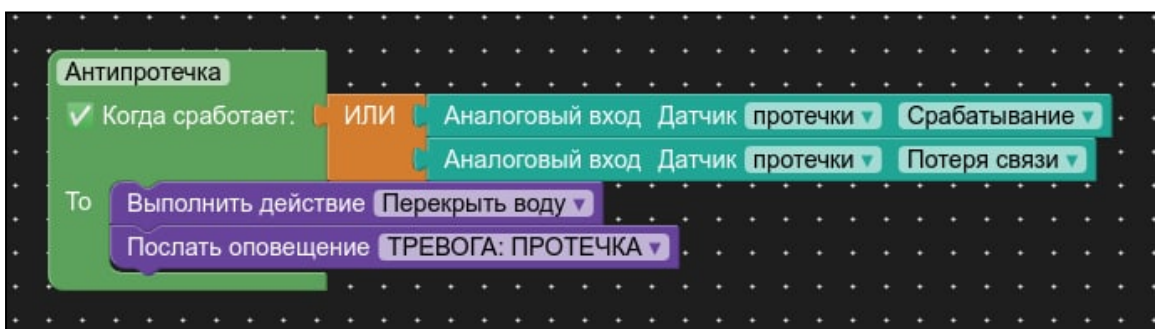 Антипротечка
Когда сработает: ИЛИ Аналоговый вход Датчик протечки Срабатывание
Аналоговый вход Датчик протечки Потеря связи
То Выполнить действие Перекрыть воду
Послать оповещение ТРЕВОГА: ПРОТЕЧКА